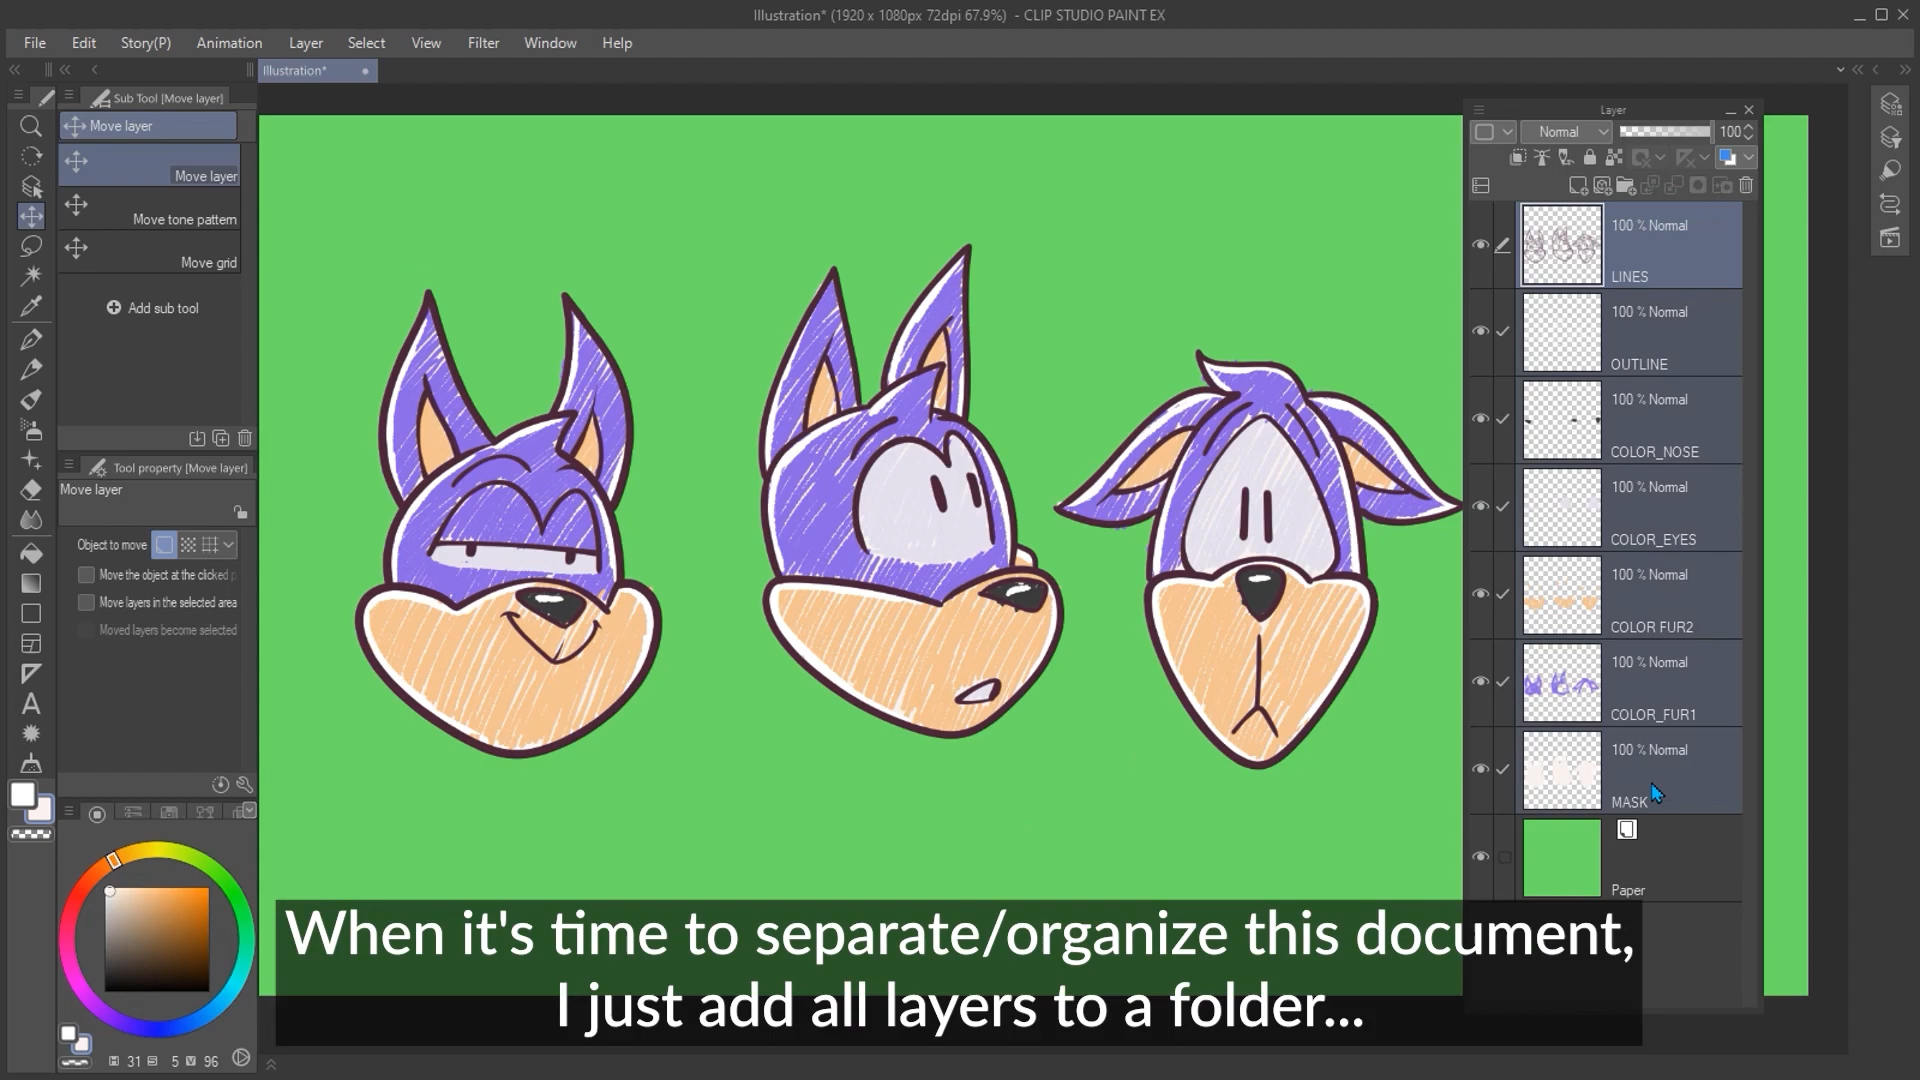 Illustration* (1920 x 1080px 72dpi 67.9%) - CLIP STUDIO PAINT EX
File Edit Story(P) Animation Layer Select View Filter Window Help
Illustration*
Sub Tool [Move layer]
Move layer
Move layer
Move tone pattern
Move grid
Add sub tool
Tool property [Move layer]
Move layer
Object to move
Move the object at the clicked p
Move layers in the selected area
Moved layers become selected
H 31 S 5 V 96
Layer
Normal 100
100 % Normal
LINES
100 % Normal
OUTLINE
100 % Normal
COLOR_NOSE
100 % Normal
COLOR_EYES
100 % Normal
COLOR FUR2
100 % Normal
COLOR_FUR1
100 % Normal
MASK
Paper
When it's time to separate/organize this document,
I just add all layers to a folder...